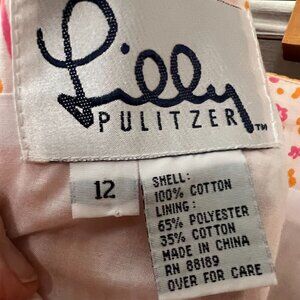 Lilly
PULITZER™
12
SHELL:
100% COTTON
LINING:
65% POLYESTER
35% COTTON
MADE IN CHINA
RN 88189
OVER FOR CARE